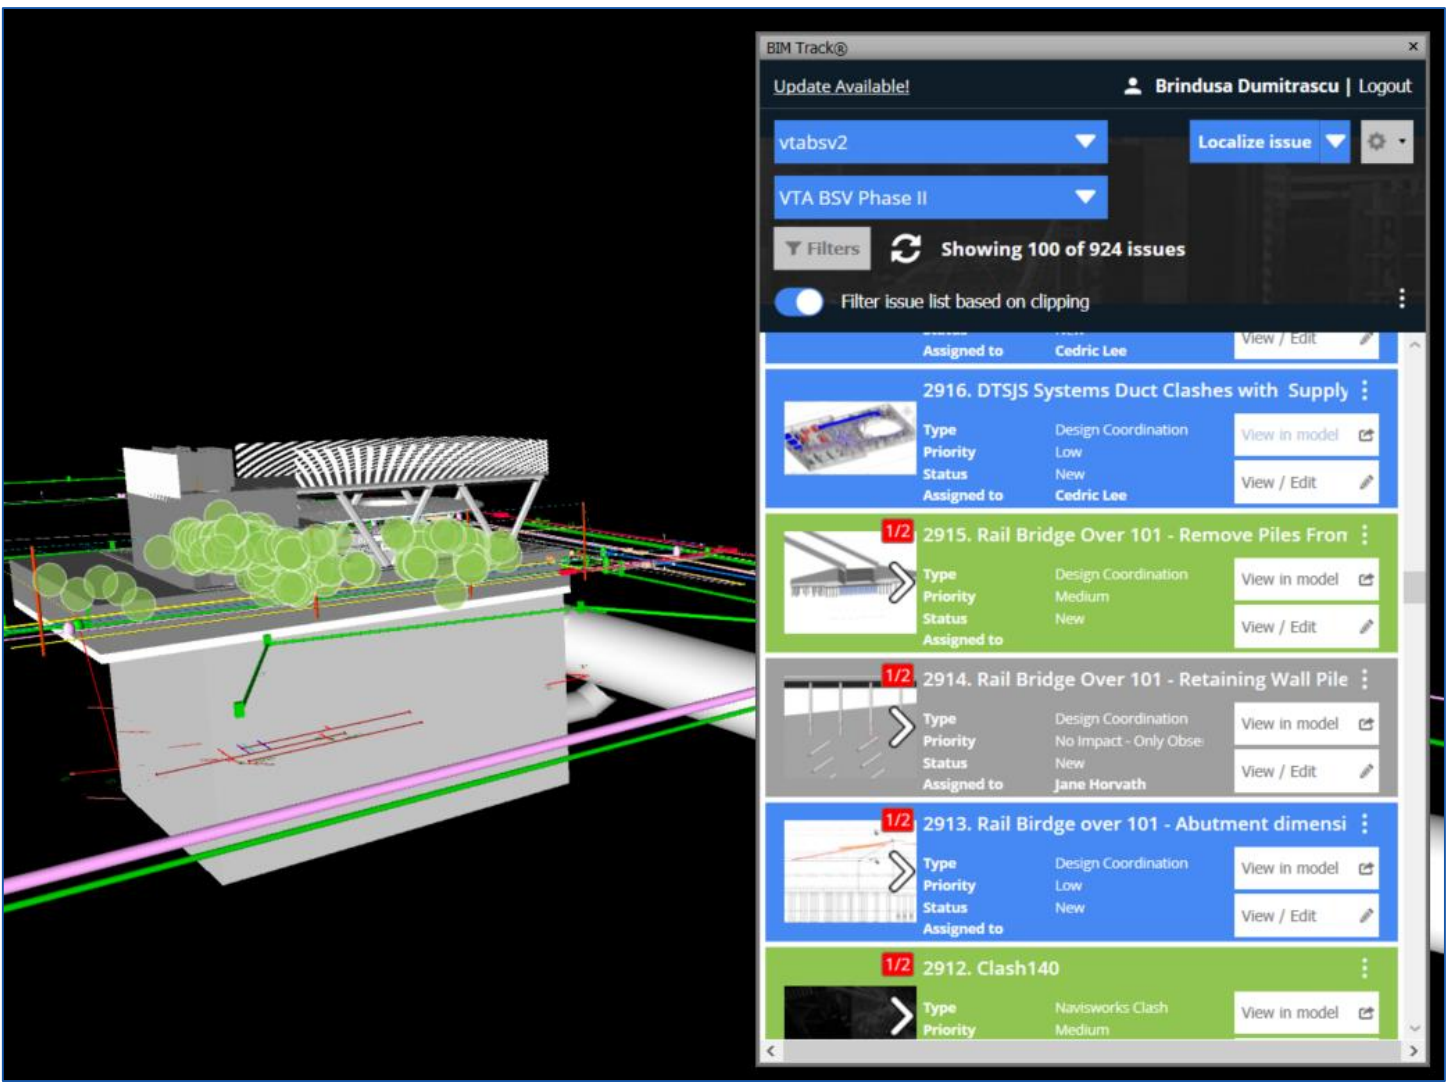 BIM Track®
Update Available!
Brindusa Dumitrascu | Logout
vtabsv2
Localize issue
VTA BSV Phase II
Filters
Showing 100 of 924 issues
Filter issue list based on clipping
View / Edit
Assigned to Cedric Lee
2916. DTSJS Systems Duct Clashes with Supply
Type Design Coordination
View in model
Priority Low
Status New
View / Edit
Assigned to Cedric Lee
1/2
2915. Rail Bridge Over 101 - Remove Piles Fron
Type Design Coordination
View in model
Priority Medium
Status New
View / Edit
Assigned to
1/2
2914. Rail Bridge Over 101 - Retaining Wall Pile
Type Design Coordination
View in model
Priority No Impact - Only Obse
Status New
View / Edit
Assigned to Jane Horvath
1/2
2913. Rail Birdge over 101 - Abutment dimensi
Type Design Coordination
View in model
Priority Low
Status New
View / Edit
Assigned to
1/2
2912. Clash140
Type Navisworks Clash
View in model
Priority Medium